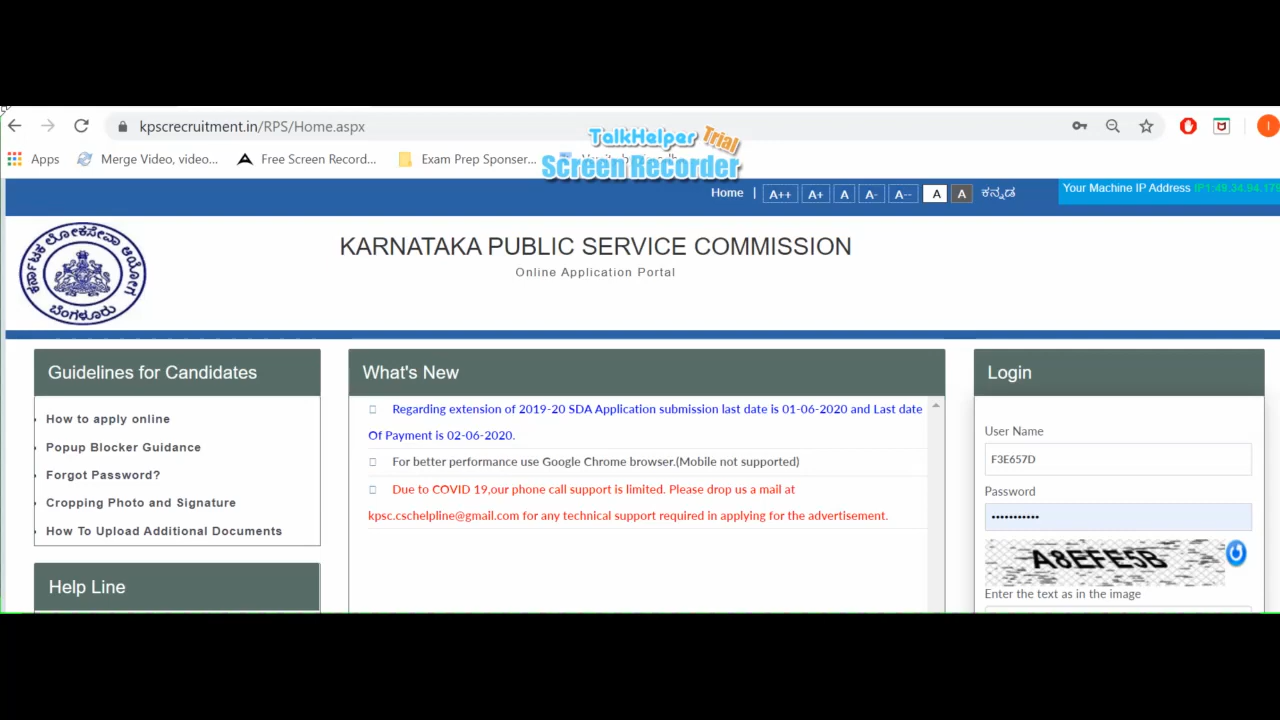 kpscrecruitment.in/RPS/Home.aspx
TalkHelper Trial
Screen Recorder
Apps
Merge Video, video...
Free Screen Record...
Exam Prep Sponser...
Home | A++ A+ A A- A-- A A ಕನ್ನಡ
Your Machine IP Address
ಕರ್ನಾಟಕ ಲೋಕಸೇವಾ ಆಯೋಗ
ಬೆಂಗಳೂರು
KARNATAKA PUBLIC SERVICE COMMISSION
Online Application Portal
Guidelines for Candidates
How to apply online
Popup Blocker Guidance
Forgot Password?
Cropping Photo and Signature
How To Upload Additional Documents
Help Line
What's New
Regarding extension of 2019-20 SDA Application submission last date is 01-06-2020 and Last date
Of Payment is 02-06-2020.
For better performance use Google Chrome browser.(Mobile not supported)
Due to COVID 19,our phone call support is limited. Please drop us a mail at
kpsc.cschelpline@gmail.com for any technical support required in applying for the advertisement.
Login
User Name
F3E657D
Password
•••••••••••
A8EFE5B
Enter the text as in the image